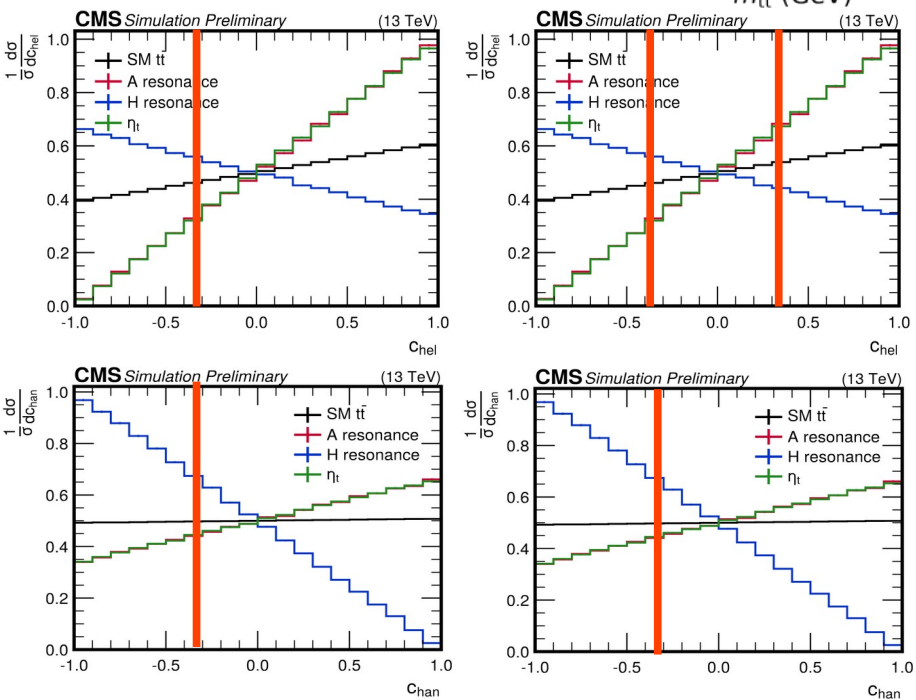 m_tt̄ (GeV)
CMS Simulation Preliminary (13 TeV)
1/σ dσ/dc_hel
1.0
0.8
0.6
0.4
0.2
0.0
SM tt̄
A resonance
H resonance
η_t
-1.0 -0.5 0.0 0.5 1.0
c_hel
CMS Simulation Preliminary (13 TeV)
1/σ dσ/dc_hel
1.0
0.8
0.6
0.4
0.2
0.0
SM tt̄
A resonance
H resonance
η_t
-1.0 -0.5 0.0 0.5 1.0
c_hel
CMS Simulation Preliminary (13 TeV)
1/σ dσ/dc_han
1.0
0.8
0.6
0.4
0.2
0.0
SM tt̄
A resonance
H resonance
η_t
-1.0 -0.5 0.0 0.5 1.0
c_han
CMS Simulation Preliminary (13 TeV)
1/σ dσ/dc_han
1.0
0.8
0.6
0.4
0.2
0.0
SM tt̄
A resonance
H resonance
η_t
-1.0 -0.5 0.0 0.5 1.0
c_han